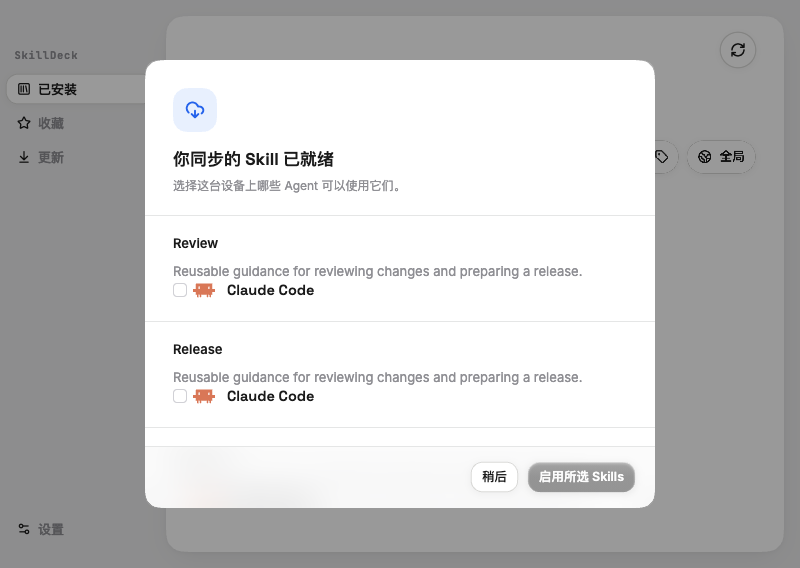 SkillDeck
已安装
收藏
更新
全局
你同步的 Skill 已就绪
选择这台设备上哪些 Agent 可以使用它们。
Review
Reusable guidance for reviewing changes and preparing a release.
Claude Code
Release
Reusable guidance for reviewing changes and preparing a release.
Claude Code
稍后
启用所选 Skills
设置